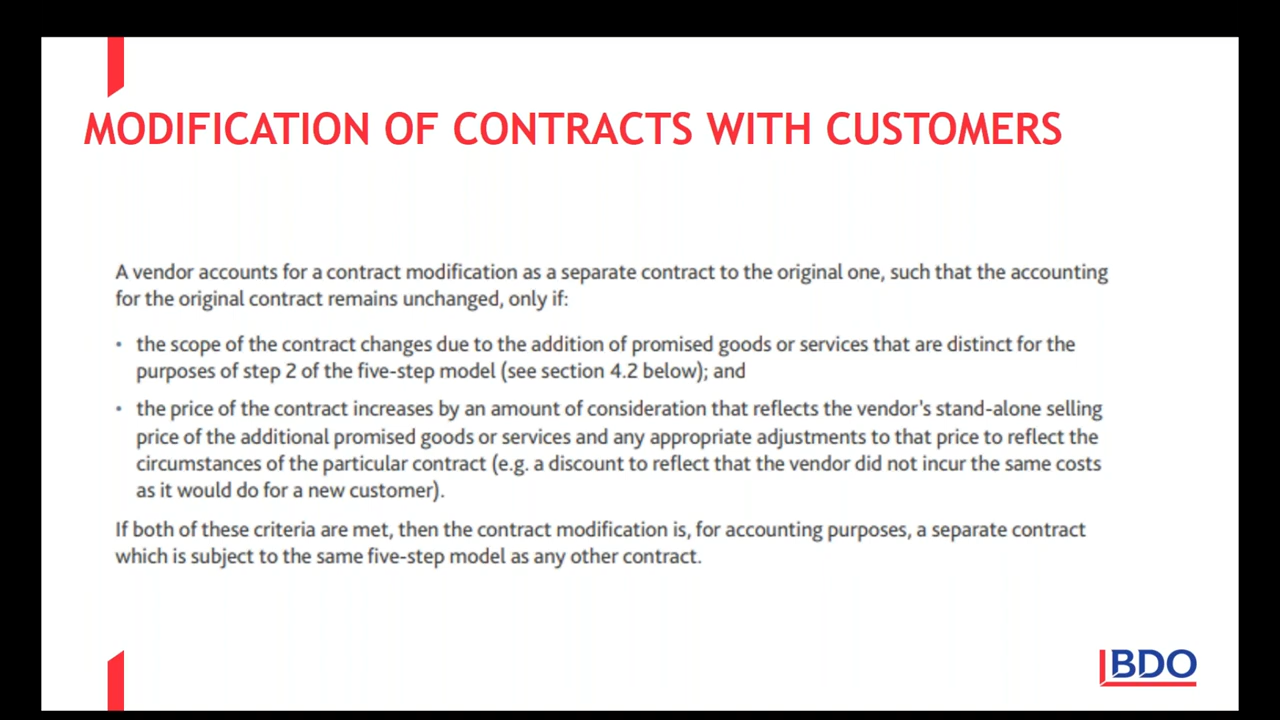 MODIFICATION OF CONTRACTS WITH CUSTOMERS
A vendor accounts for a contract modification as a separate contract to the original one, such that the accounting
for the original contract remains unchanged, only if:
• the scope of the contract changes due to the addition of promised goods or services that are distinct for the
purposes of step 2 of the five-step model (see section 4.2 below); and
• the price of the contract increases by an amount of consideration that reflects the vendor's stand-alone selling
price of the additional promised goods or services and any appropriate adjustments to that price to reflect the
circumstances of the particular contract (e.g. a discount to reflect that the vendor did not incur the same costs
as it would do for a new customer).
If both of these criteria are met, then the contract modification is, for accounting purposes, a separate contract
which is subject to the same five-step model as any other contract.
BDO